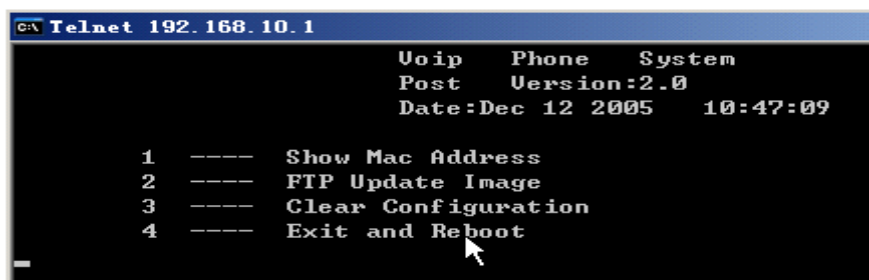 Telnet 192.168.10.1
Voip Phone System
Post Version:2.0
Date:Dec 12 2005 10:47:09
1 ---- Show Mac Address
2 ---- FTP Update Image
3 ---- Clear Configuration
4 ---- Exit and Reboot